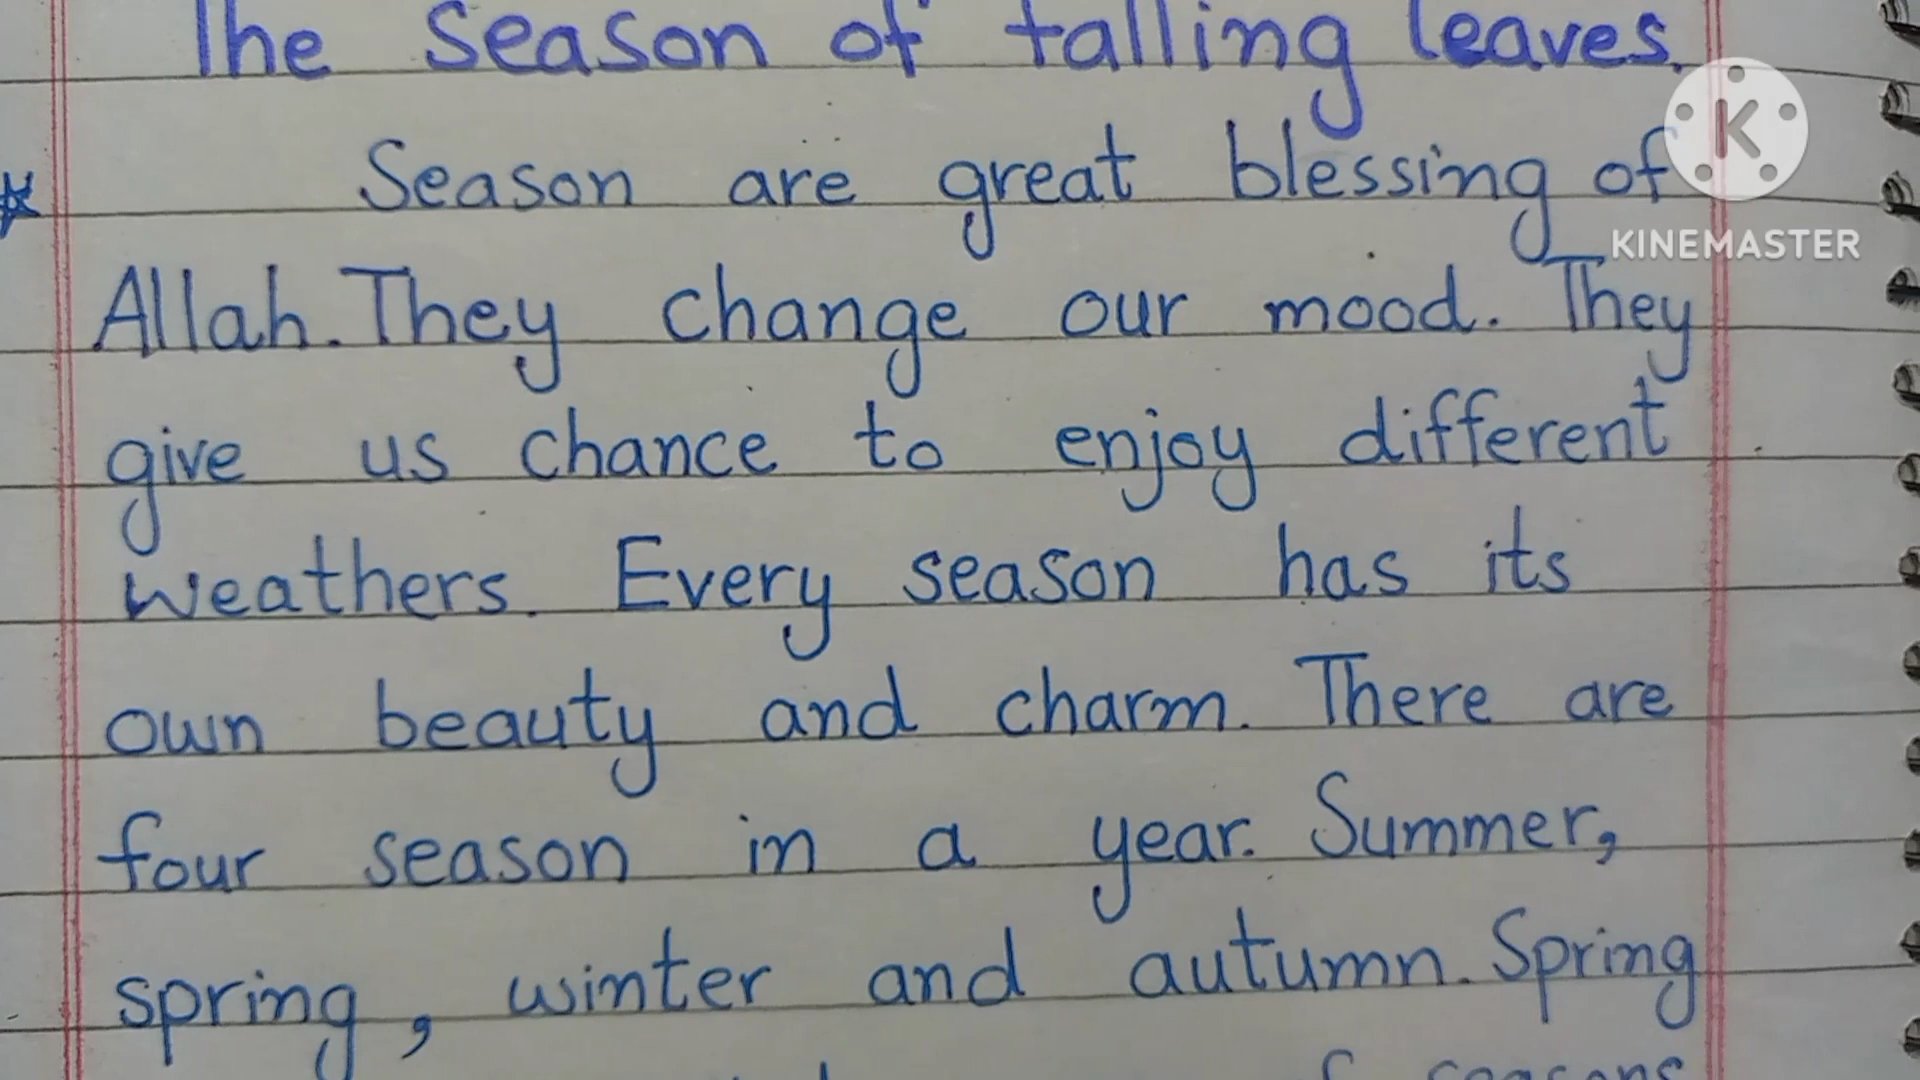 The season of falling leaves.
Season are great blessing of
Allah. They change our mood. They
give us chance to enjoy different
weathers. Every season has its
own beauty and charm. There are
four season in a year. Summer,
spring, winter and autumn. Spring
seasons
KINEMASTER